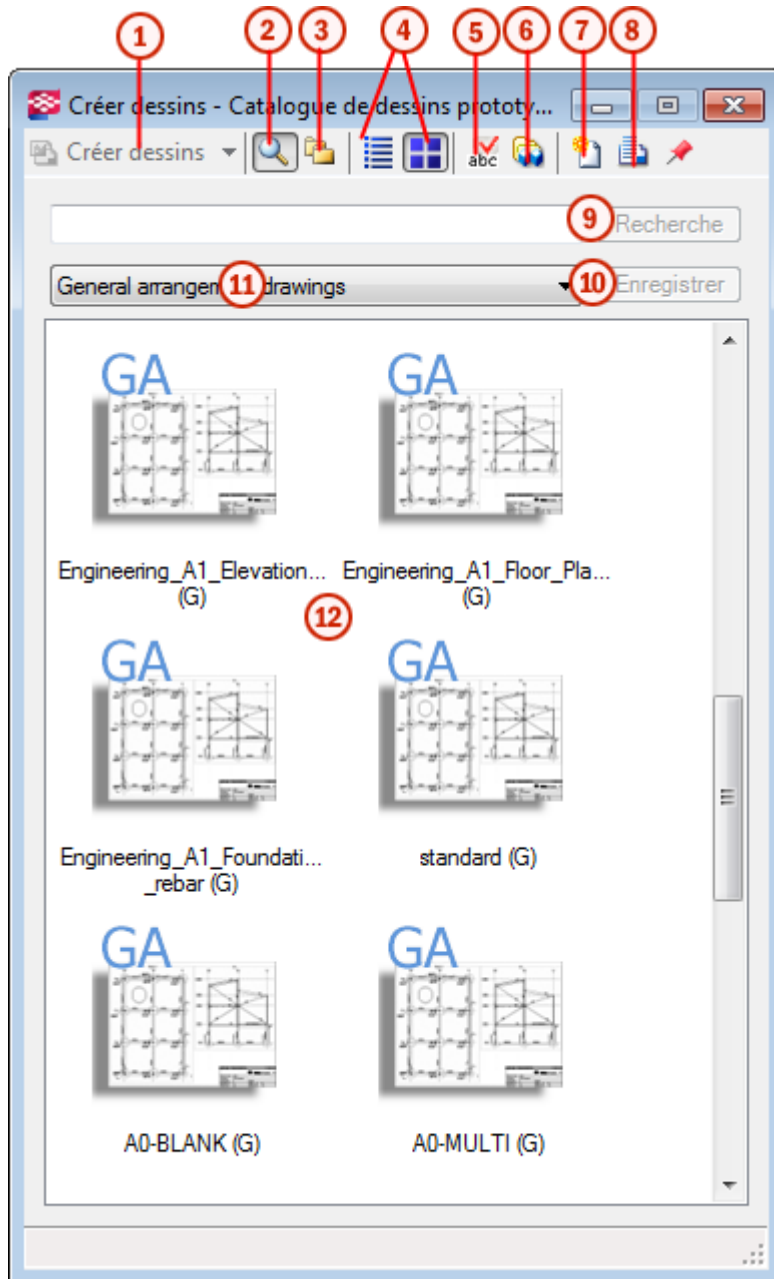 1 2 3 4 5 6 7 8
Créer dessins - Catalogue de dessins prototy...
Créer dessins abc
9 Recherche
General arrangem 11 drawings 10 Enregistrer
GA GA
Engineering_A1_Elevation... Engineering_A1_Floor_Pla...
(G) (G)
12
GA GA
Engineering_A1_Foundati... standard (G)
_rebar (G)
GA GA
A0-BLANK (G) A0-MULTI (G)